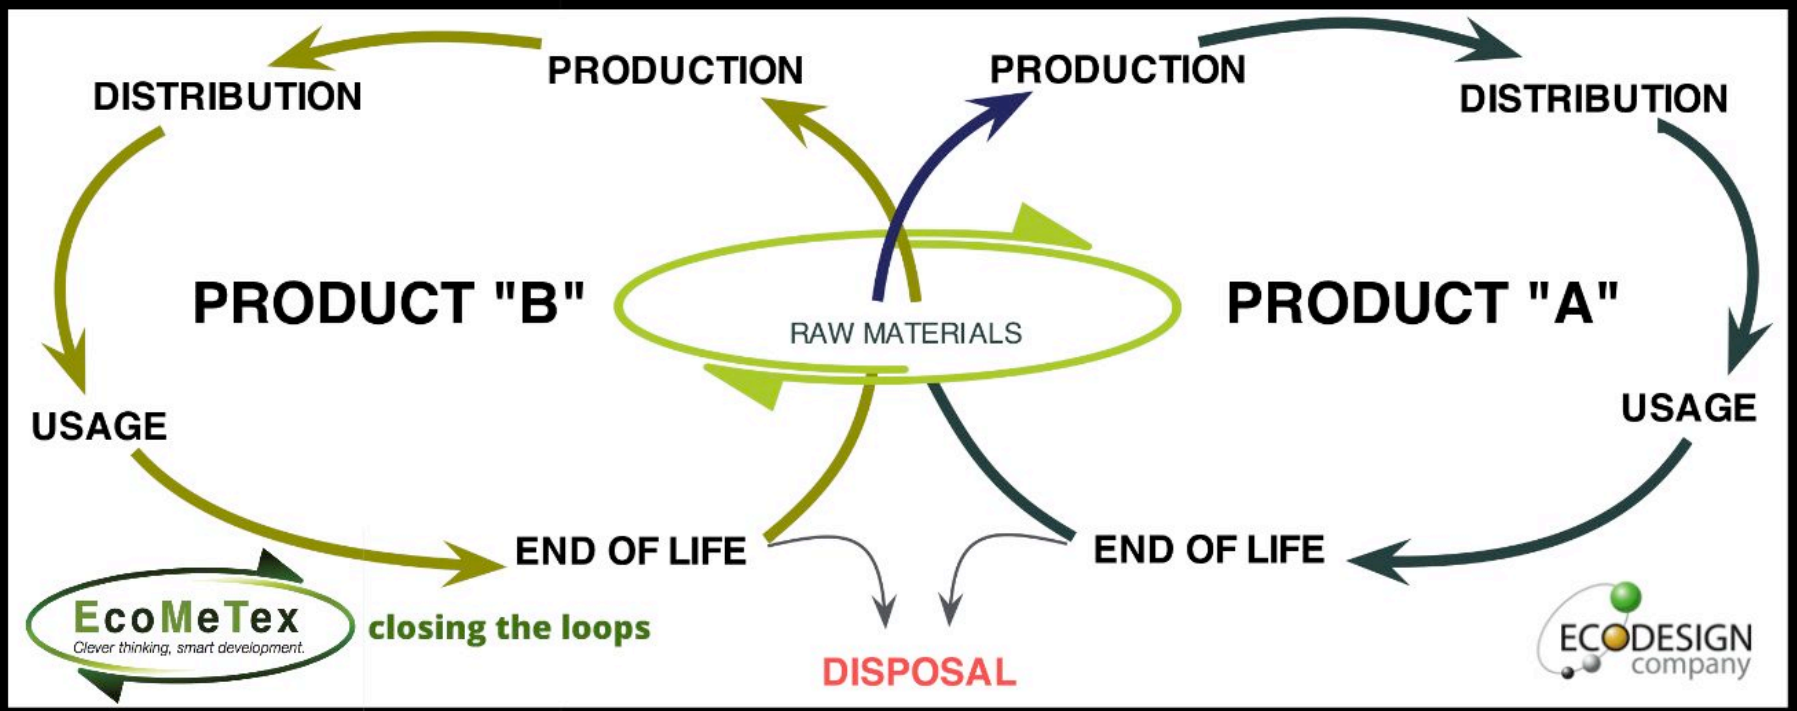 PRODUCTION
PRODUCTION
DISTRIBUTION
DISTRIBUTION
PRODUCT "B"
RAW MATERIALS
PRODUCT "A"
USAGE
USAGE
END OF LIFE
END OF LIFE
EcoMeTex
Clever thinking, smart development.
closing the loops
DISPOSAL
ECODESIGN
company